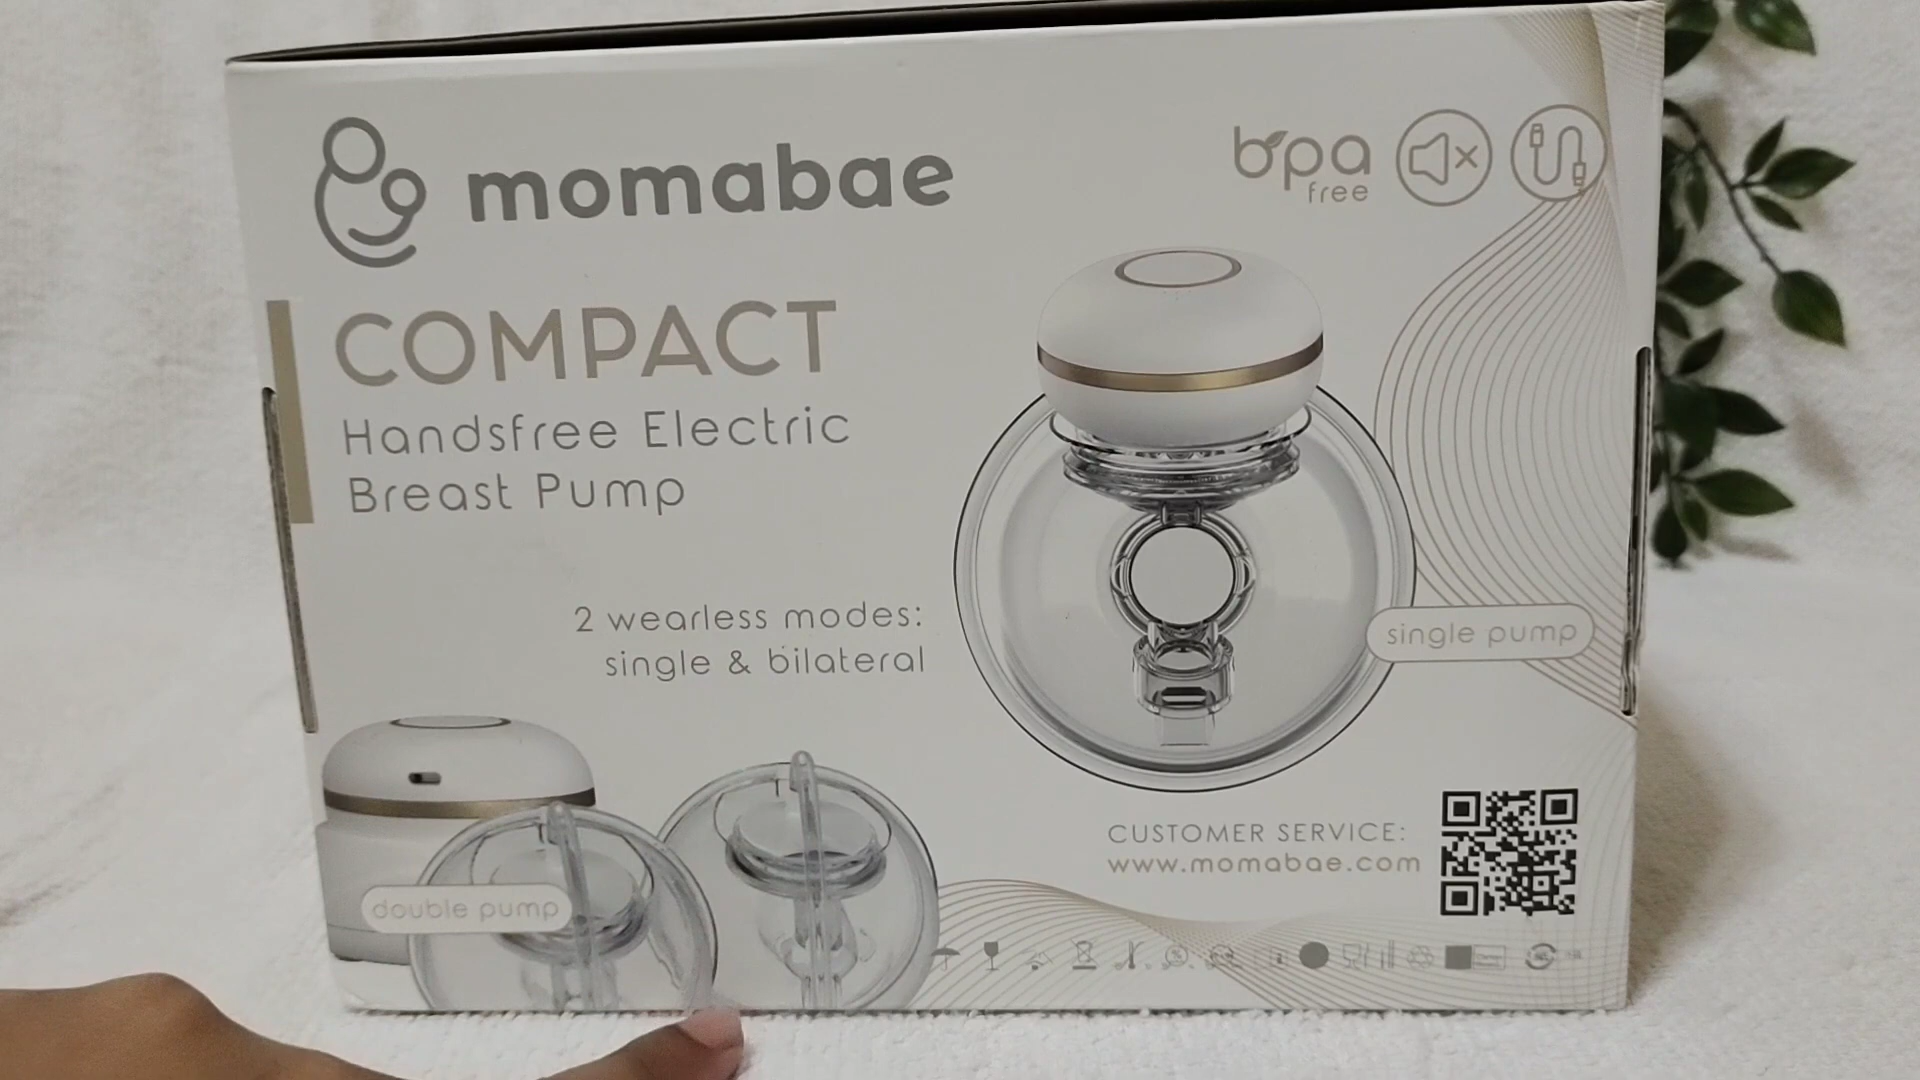 momabae
bpa
free
COMPACT
Handsfree Electric
Breast Pump
2 wearless modes:
single & bilateral
single pump
double pump
CUSTOMER SERVICE:
www.momabae.com